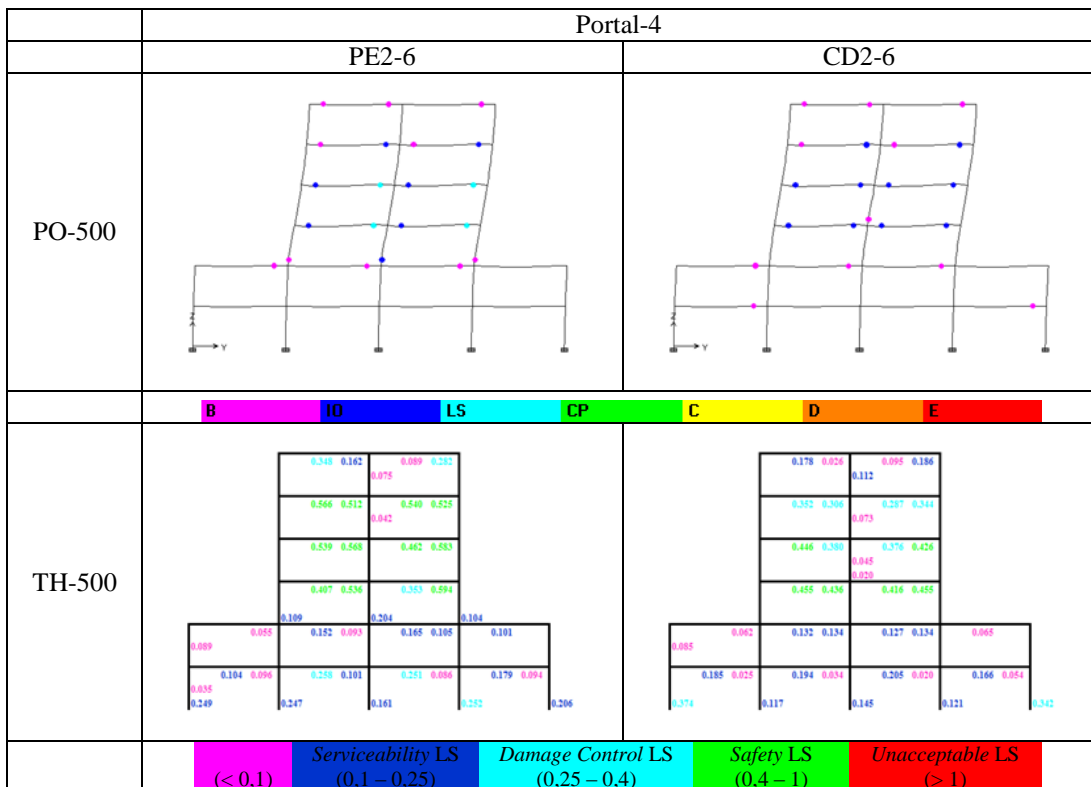 Portal-4
PE2-6 CD2-6
PO-500
Z
Y
Z
Y
B IO LS CP C D E
TH-500
0.348 0.162 0.089 0.282
0.075
0.566 0.512 0.540 0.525
0.042
0.539 0.568 0.462 0.583
0.407 0.536 0.353 0.594
0.109 0.204 0.104
0.055 0.152 0.093 0.165 0.105 0.101
0.089
0.104 0.096 0.258 0.101 0.251 0.086 0.179 0.094
0.035
0.249 0.247 0.161 0.252 0.206
0.178 0.026 0.095 0.186
0.112
0.352 0.306 0.287 0.344
0.073
0.446 0.380 0.376 0.426
0.045
0.020
0.455 0.436 0.416 0.455
0.062 0.132 0.134 0.127 0.134 0.065
0.085
0.185 0.025 0.194 0.034 0.205 0.020 0.166 0.054
0.374 0.117 0.145 0.121 0.342
Serviceability LS Damage Control LS Safety LS Unacceptable LS
(< 0,1) (0,1 – 0,25) (0,25 – 0,4) (0,4 – 1) (> 1)